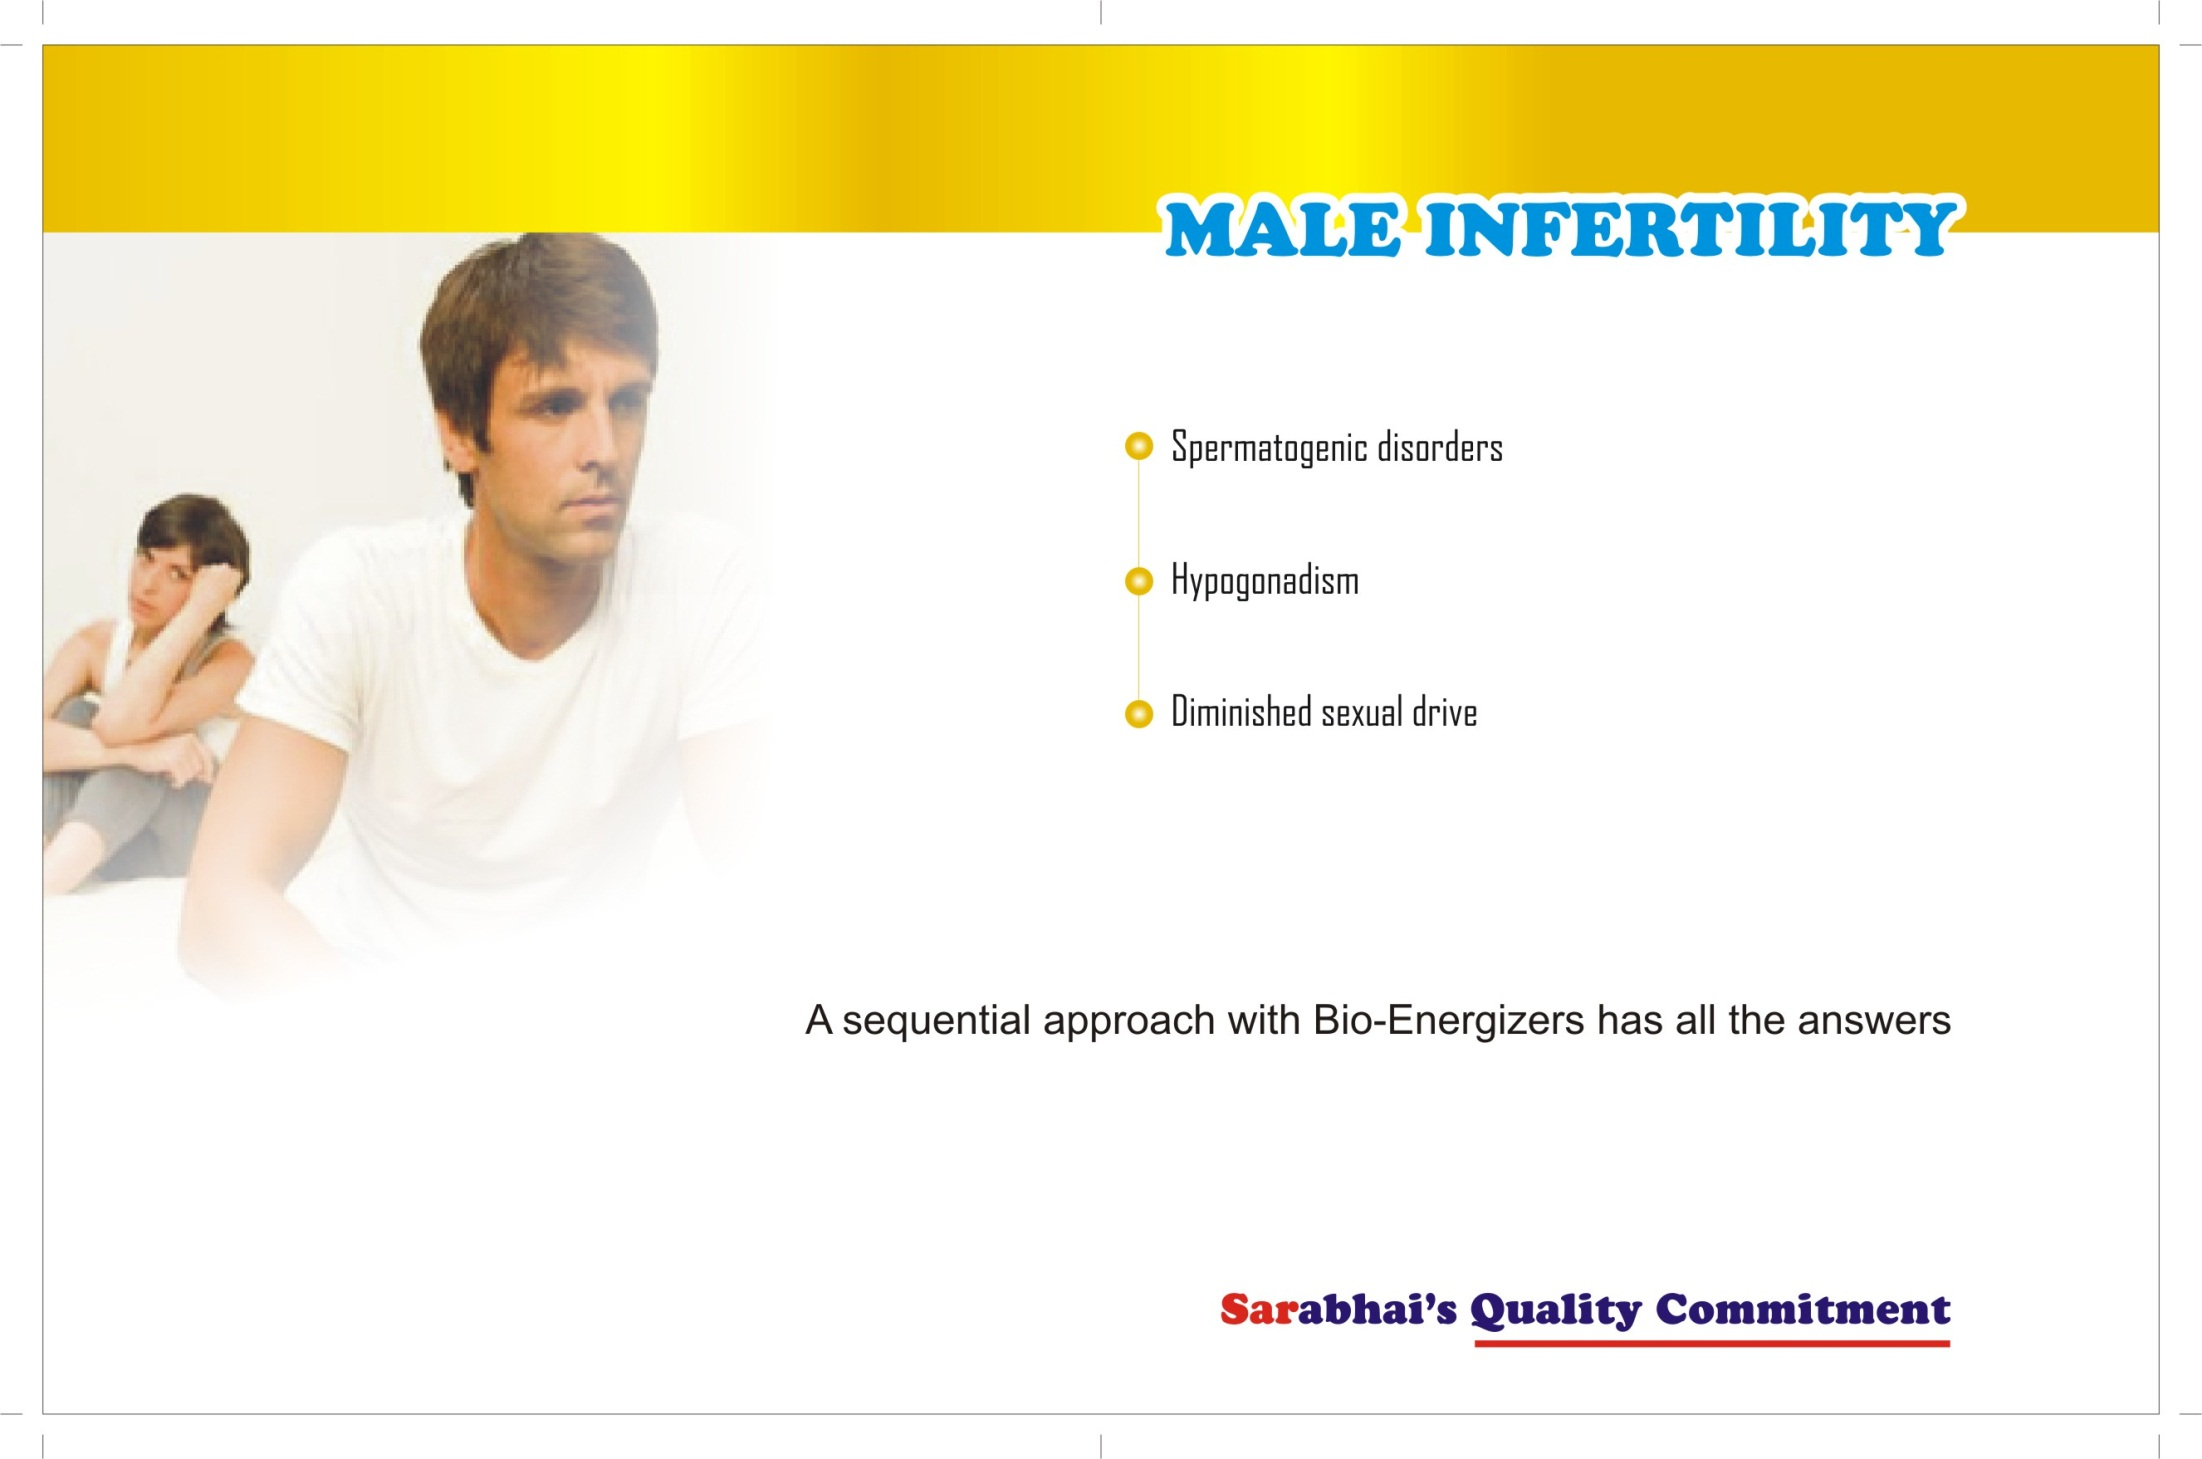 MALE INFERTILITY
Spermatogenic disorders
Hypogonadism
Diminished sexual drive
A sequential approach with Bio-Energizers has all the answers
Sarabhai's Quality Commitment